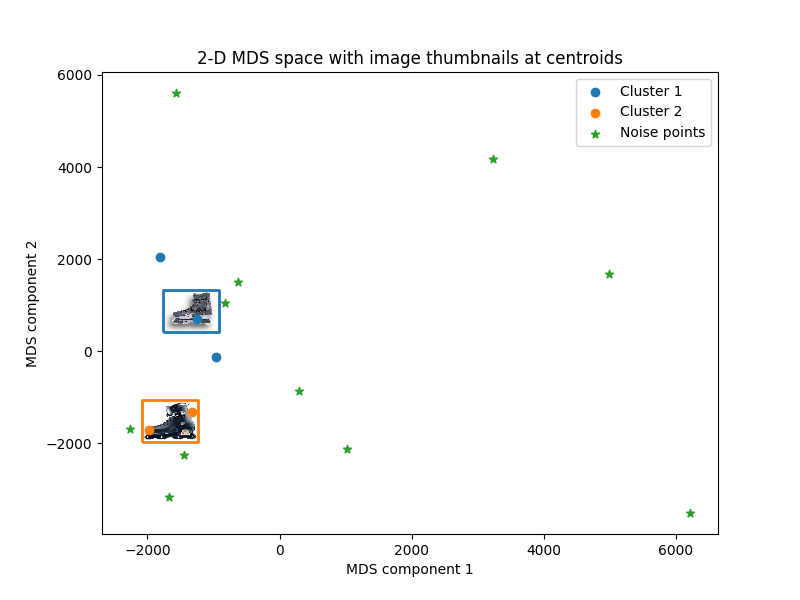 2-D MDS space with image thumbnails at centroids
Cluster 1
Cluster 2
Noise points
6000
4000
2000
0
−2000
MDS component 2
−2000
0
2000
4000
6000
MDS component 1